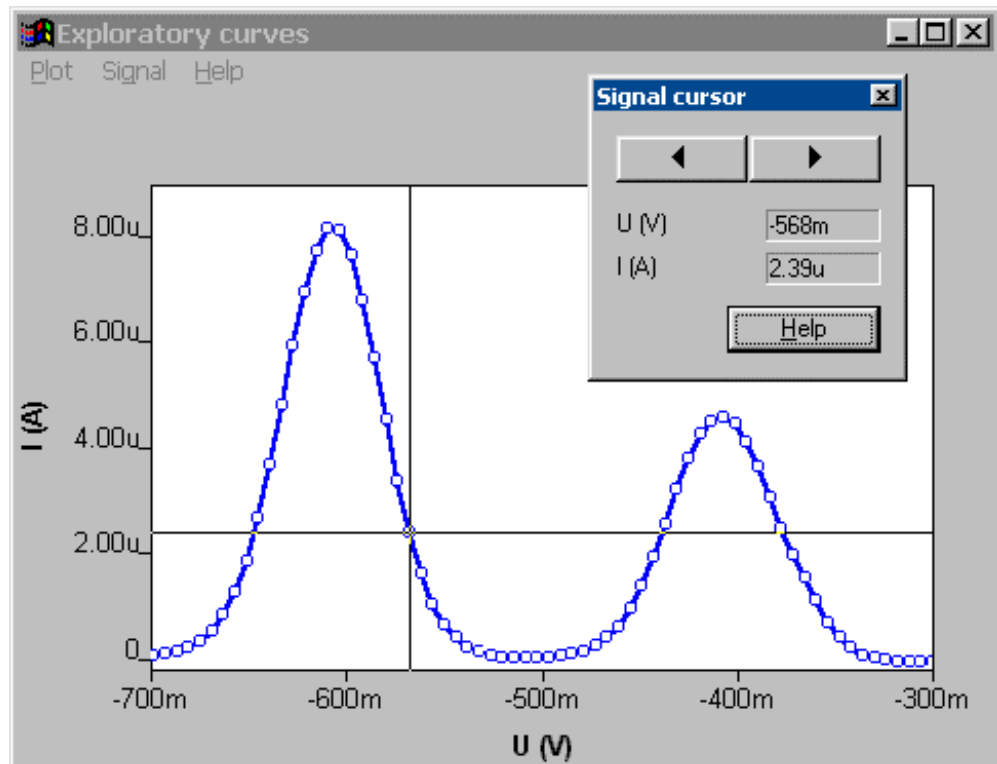 Exploratory curves
Plot Signal Help
Signal cursor
U (V) -568m
I (A) 2.39u
Help
8.00u
6.00u
4.00u
2.00u
0
I (A)
-700m -600m -500m -400m -300m
U (V)